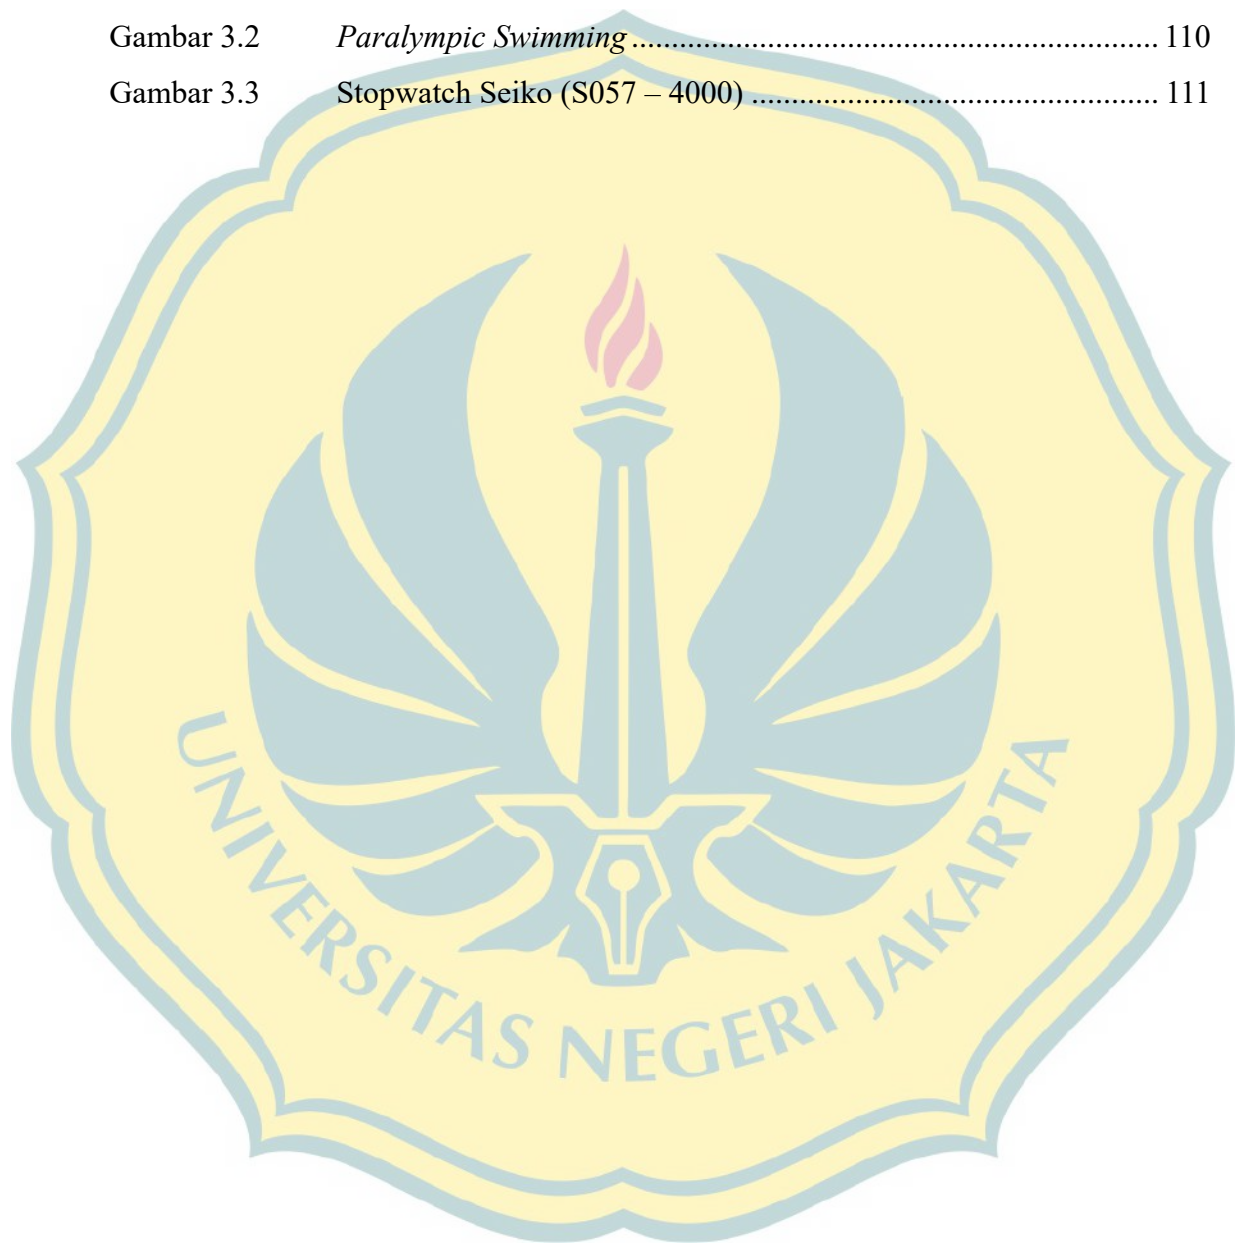 Gambar 3.2 Paralympic Swimming ................................................................. 110
Gambar 3.3 Stopwatch Seiko (S057 – 4000) .................................................. 111
UNIVERSITAS NEGERI JAKARTA